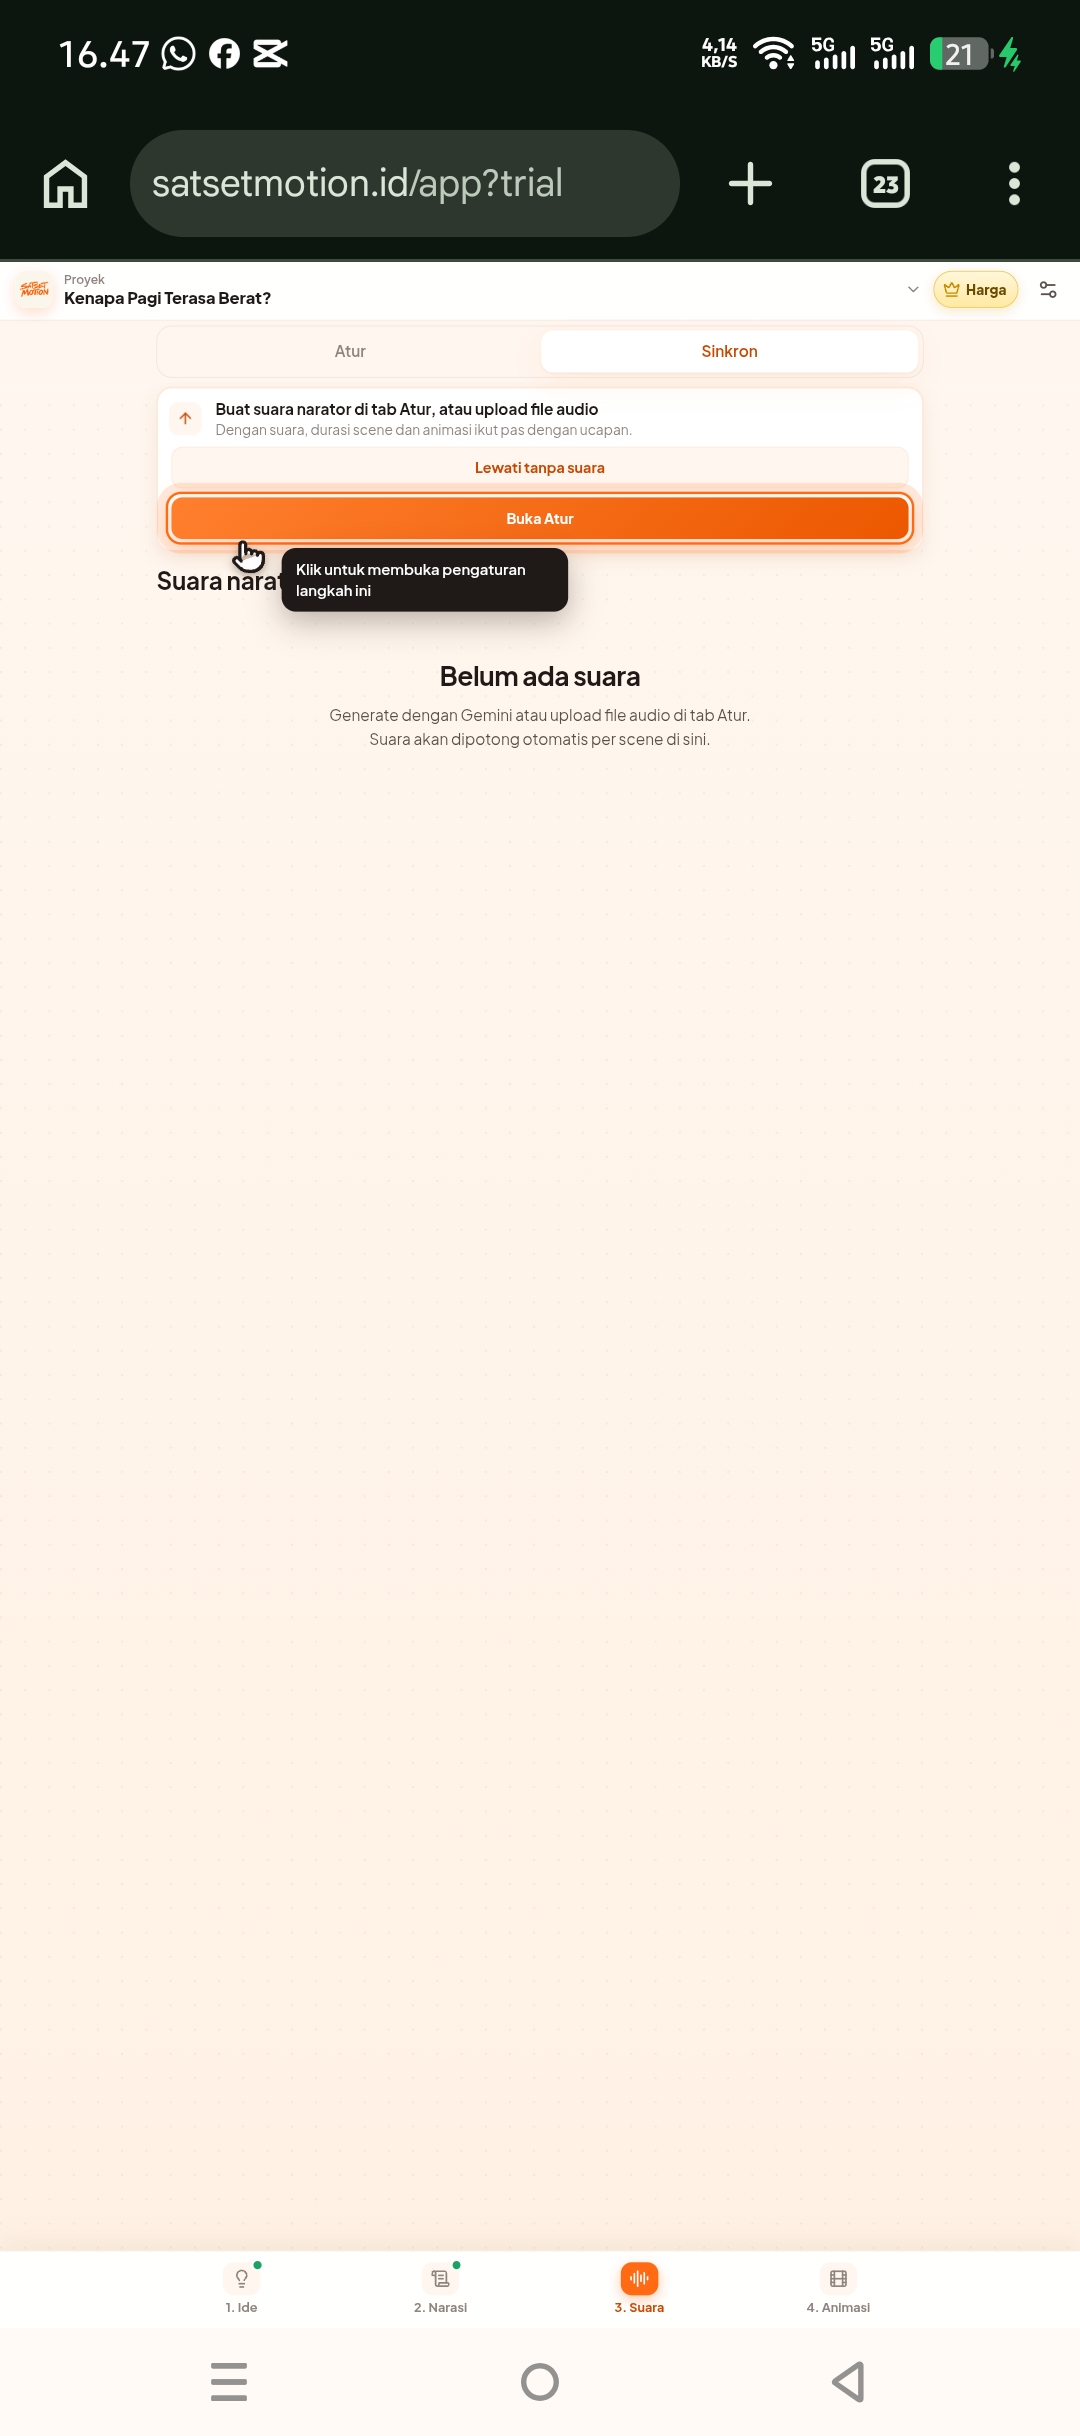 16.47
4,14
KB/S
5G
5G
21
satsetmotion.id/app?trial
23
SATSET
MOTION
Proyek
Kenapa Pagi Terasa Berat?
Harga
Atur
Sinkron
Buat suara narator di tab Atur, atau upload file audio
Dengan suara, durasi scene dan animasi ikut pas dengan ucapan.
Lewati tanpa suara
Buka Atur
Klik untuk membuka pengaturan
langkah ini
Suara narat
Belum ada suara
Generate dengan Gemini atau upload file audio di tab Atur.
Suara akan dipotong otomatis per scene di sini.
1. Ide
2. Narasi
3. Suara
4. Animasi